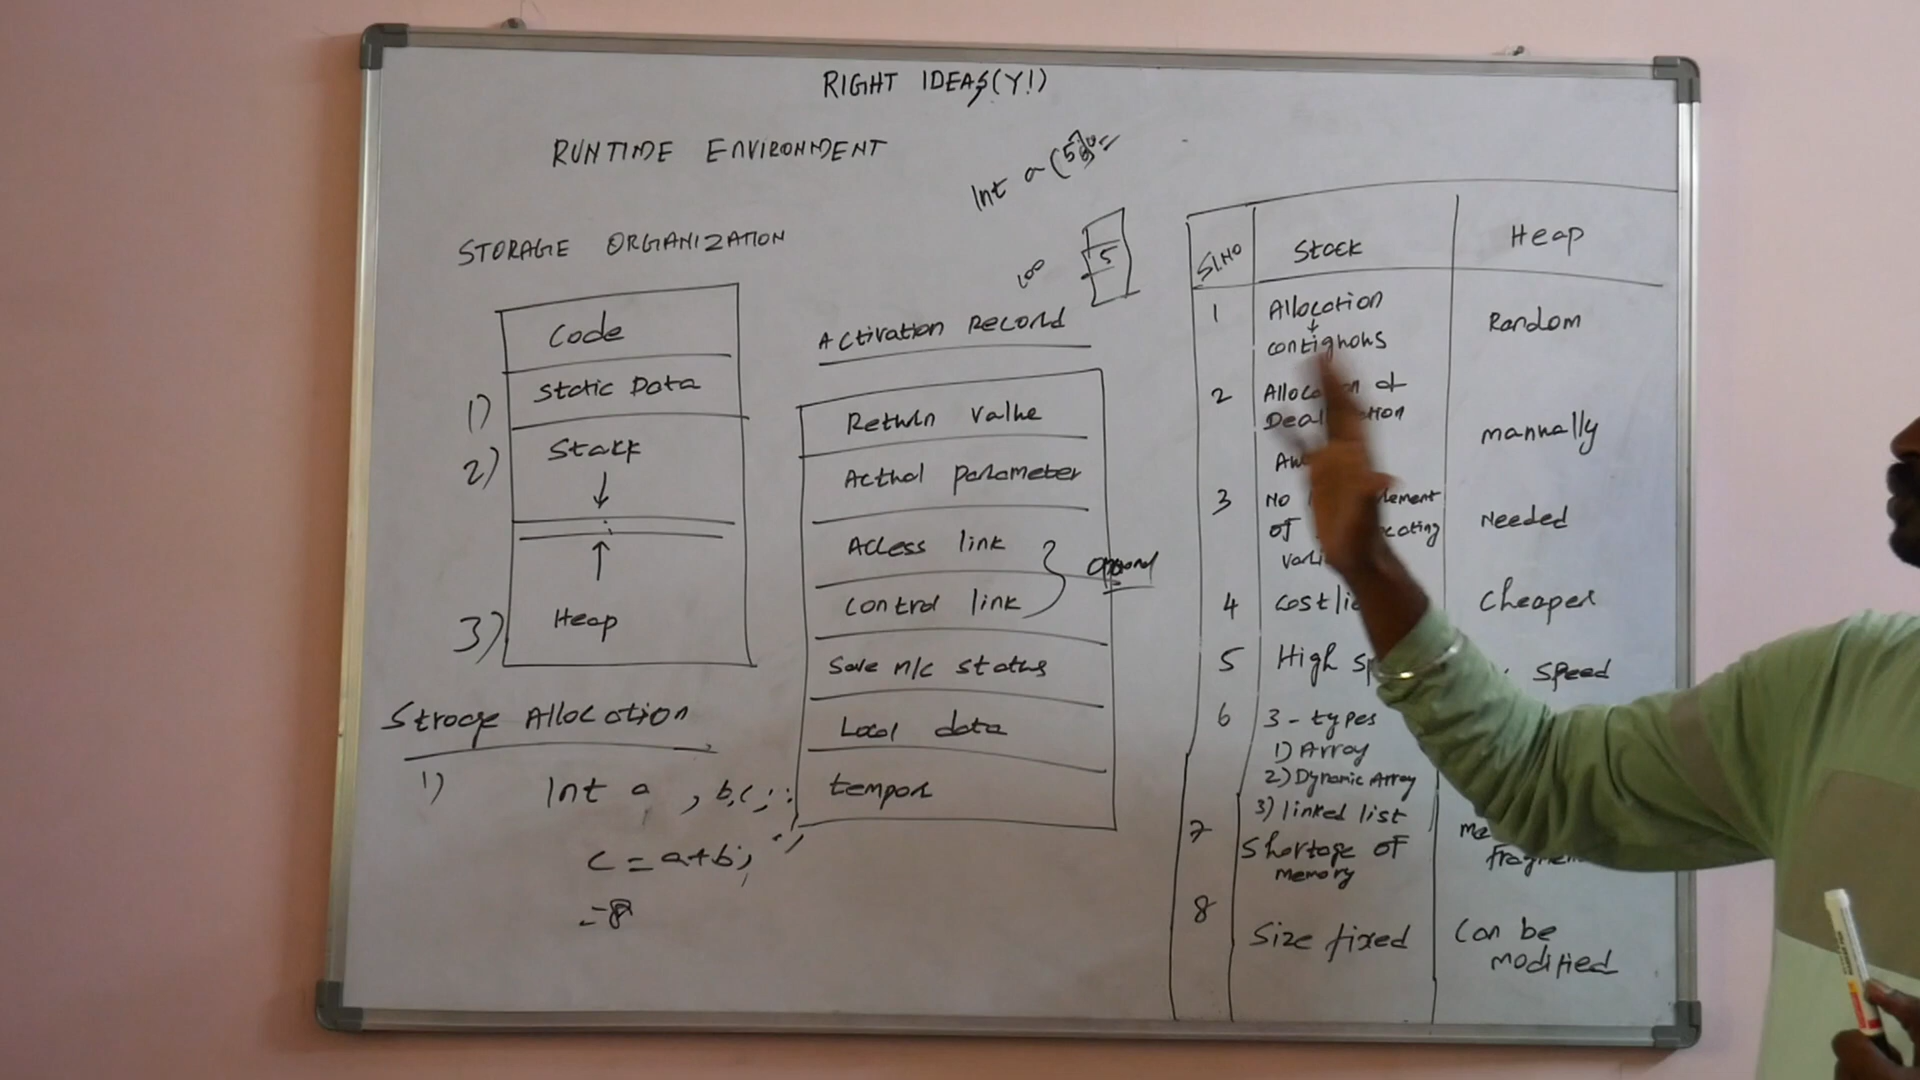 RIGHT IDEAS(Y!)
RUNTIME ENVIRONMENT
Int a
STORAGE ORGANIZATION
100
5
Code
Static Data
1)
Stack
2)
Heap
3)
Activation Record
Return value
Actual parameter
Access link
Control link
Save M/c status
Local data
tempor
Stroage Allocation
1) Int a , b,c;
c = a+b;
=8
Sl.NO Stack Heap
1 Allocation
contiguous
Random
2
manually
3 No
of
Needed
4 Cheaper
5 High
speed
6 3 - types
1) Array
2) Dynamic Array
3) linked list
7 Shortage of
memory
8 Size fixed
Can be
modified